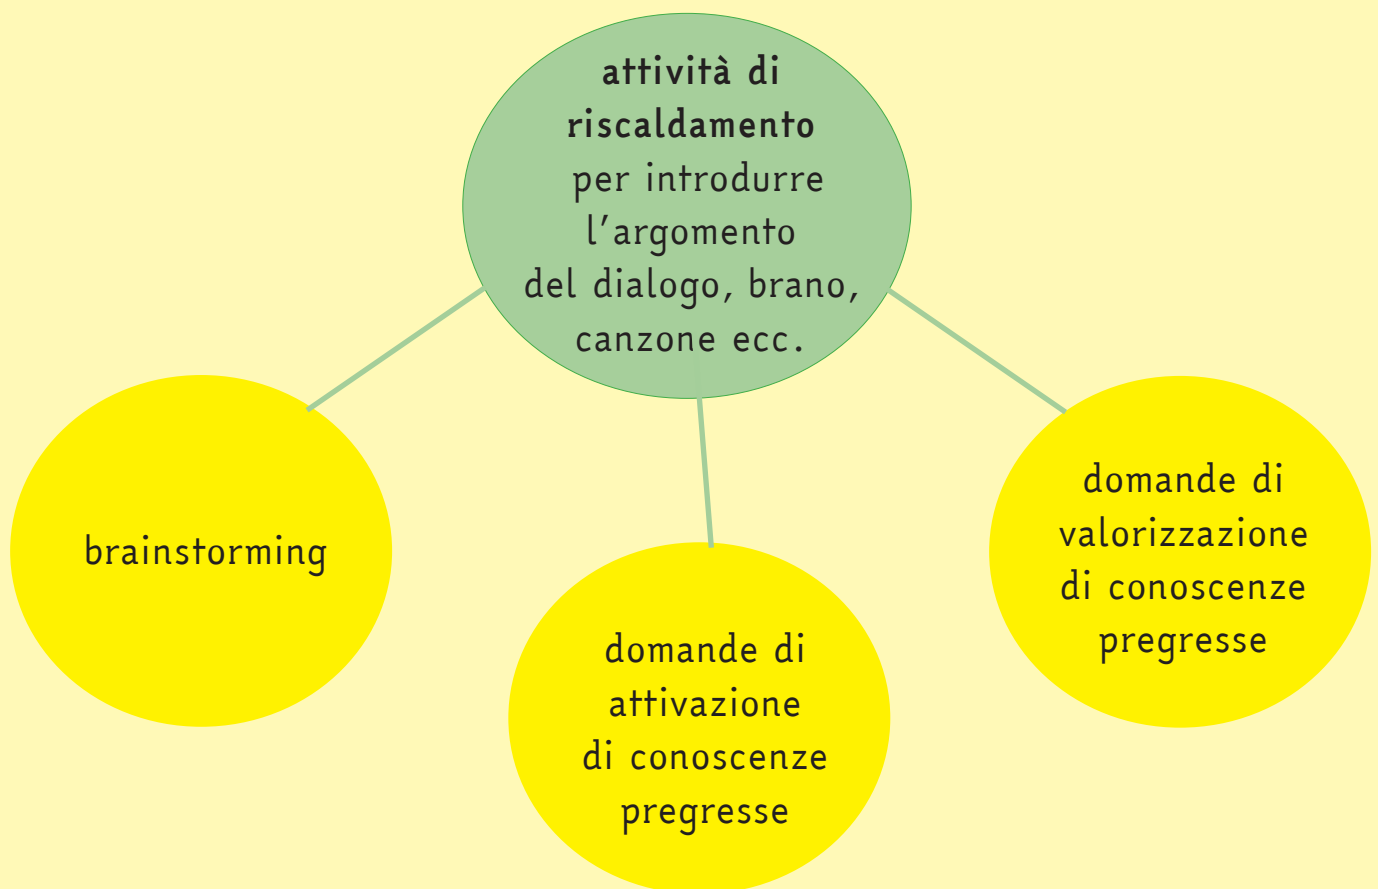 attività di
riscaldamento
per introdurre
l'argomento
del dialogo, brano,
canzone ecc.
brainstorming
domande di
attivazione
di conoscenze
pregresse
domande di
valorizzazione
di conoscenze
pregresse